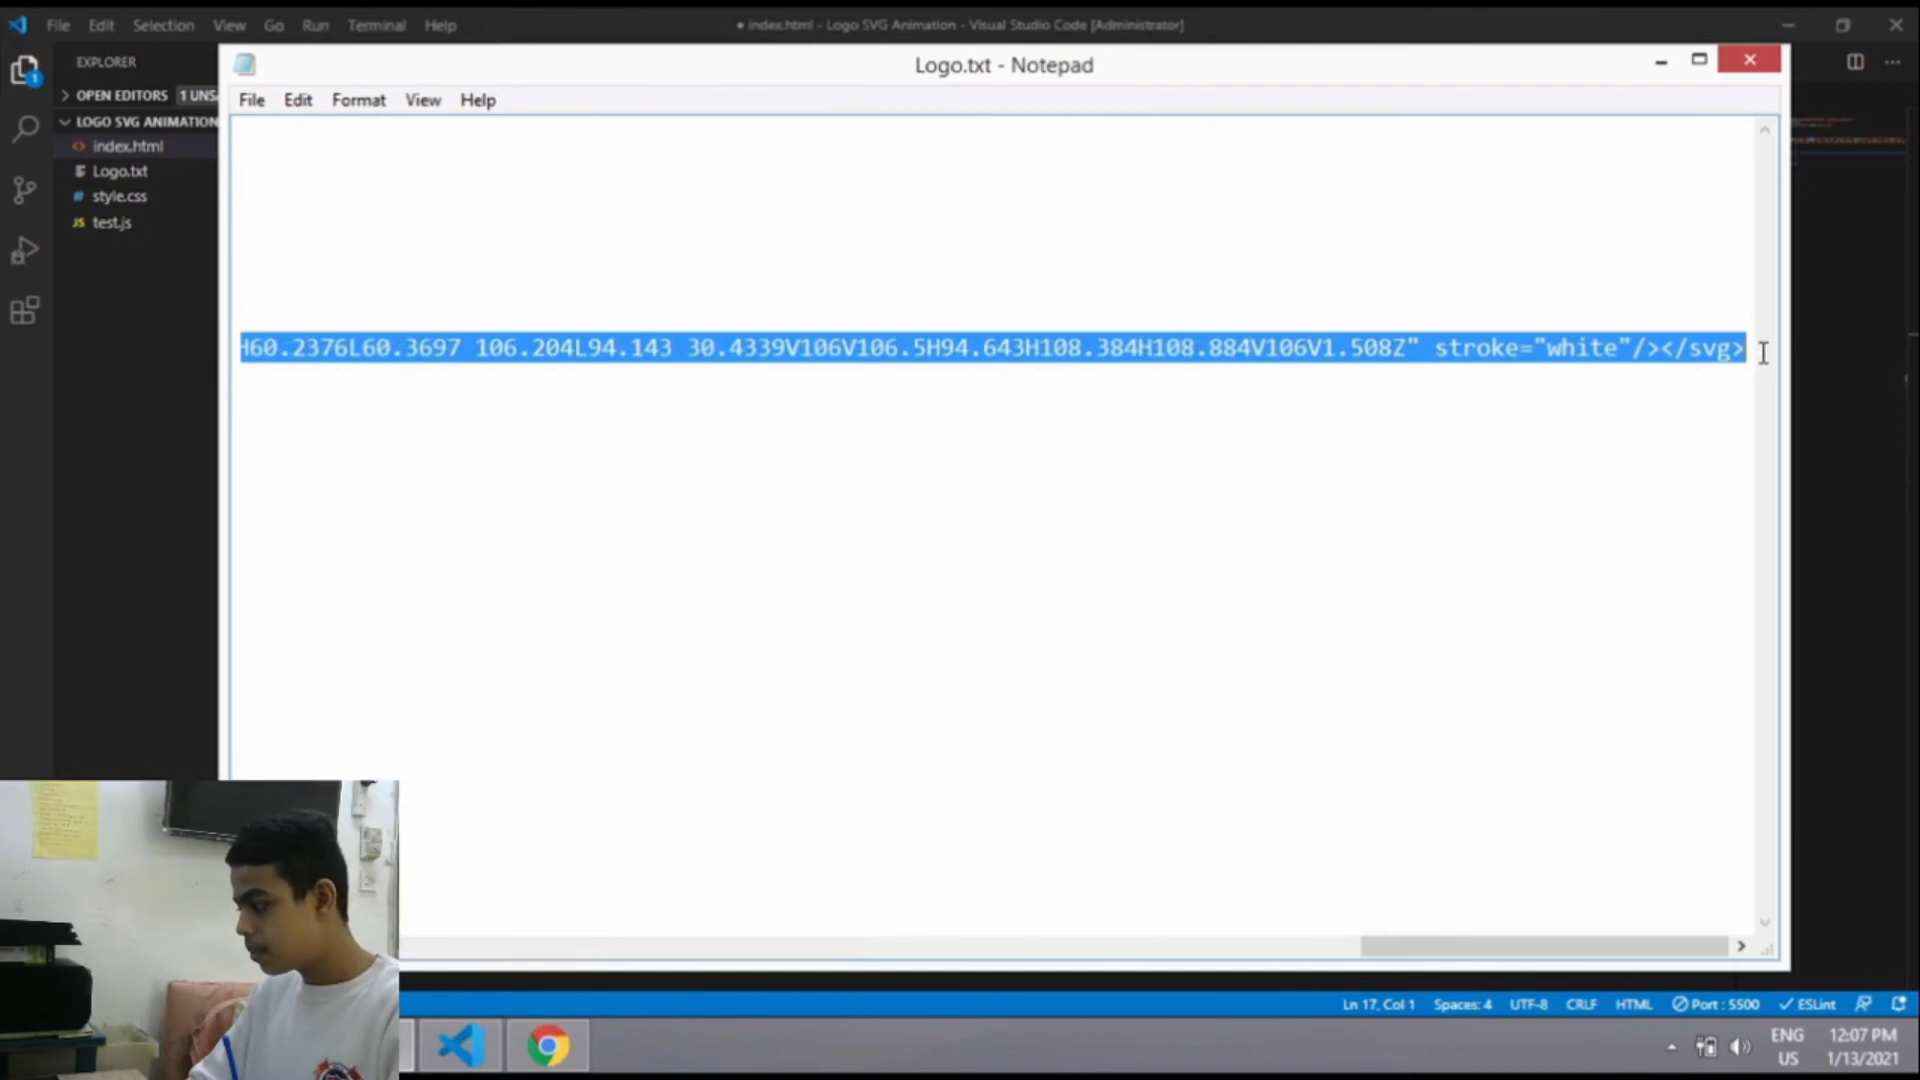 File Edit Selection View Go Run Terminal Help
● index.html - Logo SVG Animation - Visual Studio Code [Administrator]
EXPLORER
OPEN EDITORS 1 UNS
LOGO SVG ANIMATION
index.html
Logo.txt
# style.css
JS test.js
1
Logo.txt - Notepad
File Edit Format View Help
H60.2376L60.3697 106.204L94.143 30.4339V106V106.5H94.643H108.384H108.884V106V1.508Z" stroke="white"/></svg>
Ln 17, Col 1 Spaces: 4 UTF-8 CRLF HTML Port : 5500 ESLint
ENG 12:07 PM
US 1/13/2021